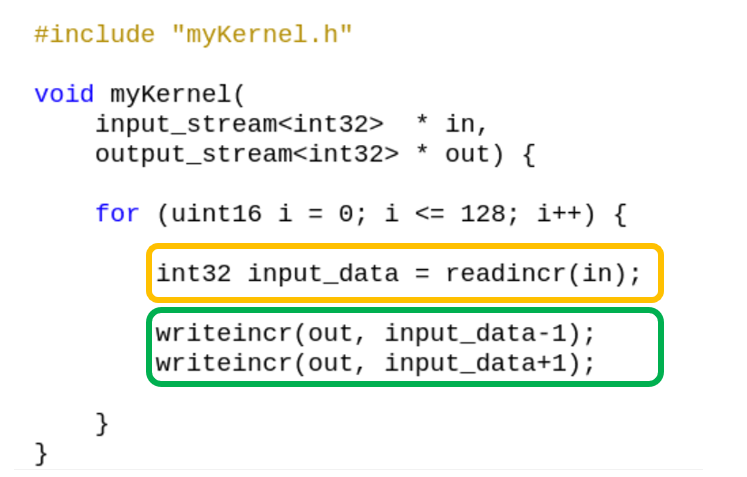 #include "myKernel.h"
void myKernel(
input_stream<int32>  * in,
output_stream<int32> * out) {
for (uint16 i = 0; i <= 128; i++) {
int32 input_data = readincr(in);
writeincr(out, input_data-1);
writeincr(out, input_data+1);
}
}